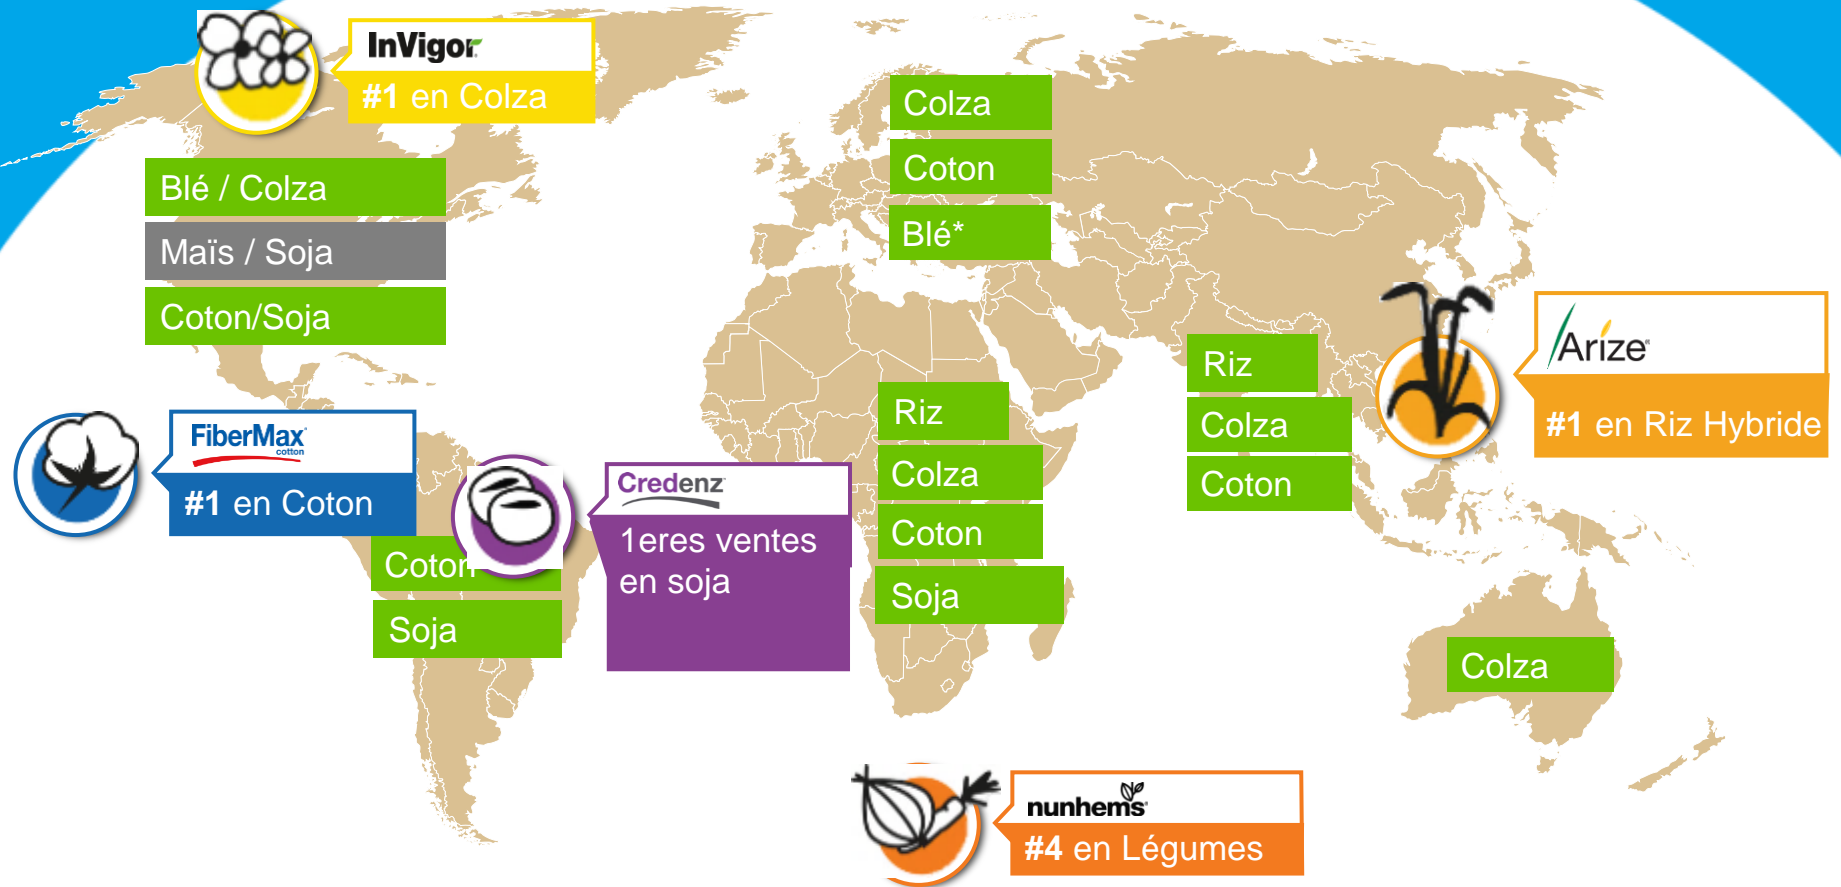 InVigor
#1 en Colza
Blé / Colza
Maïs / Soja
Coton/Soja
Colza
Coton
Blé*
Arize
#1 en Riz Hybride
Riz
Colza
Coton
FiberMax
cotton
#1 en Coton
Riz
Colza
Coton
Soja
Credenz
1eres ventes
en soja
Coton
Soja
Colza
nunhems
#4 en Légumes